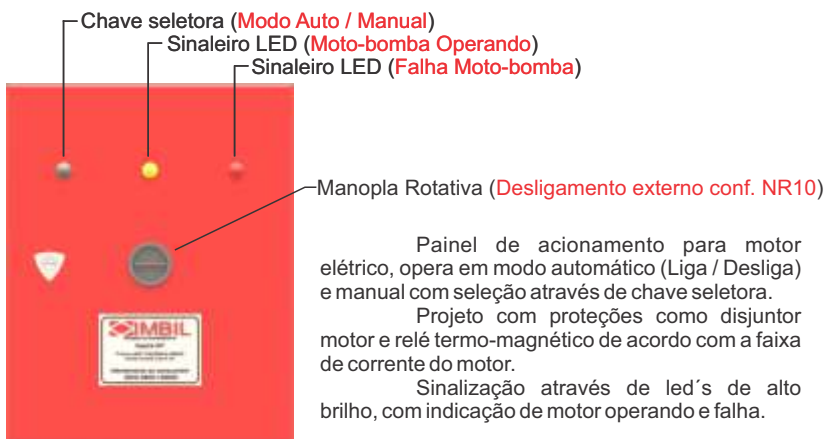 Chave seletora (Modo Auto / Manual)
Sinaleiro LED (Moto-bomba Operando)
Sinaleiro LED (Falha Moto-bomba)
Manopla Rotativa (Desligamento externo conf. NR10)
Painel de acionamento para motor
elétrico, opera em modo automático (Liga / Desliga)
e manual com seleção através de chave seletora.
Projeto com proteções como disjuntor
motor e relé termo-magnético de acordo com a faixa
de corrente do motor.
Sinalização através de led´s de alto
brilho, com indicação de motor operando e falha.
IMBIL